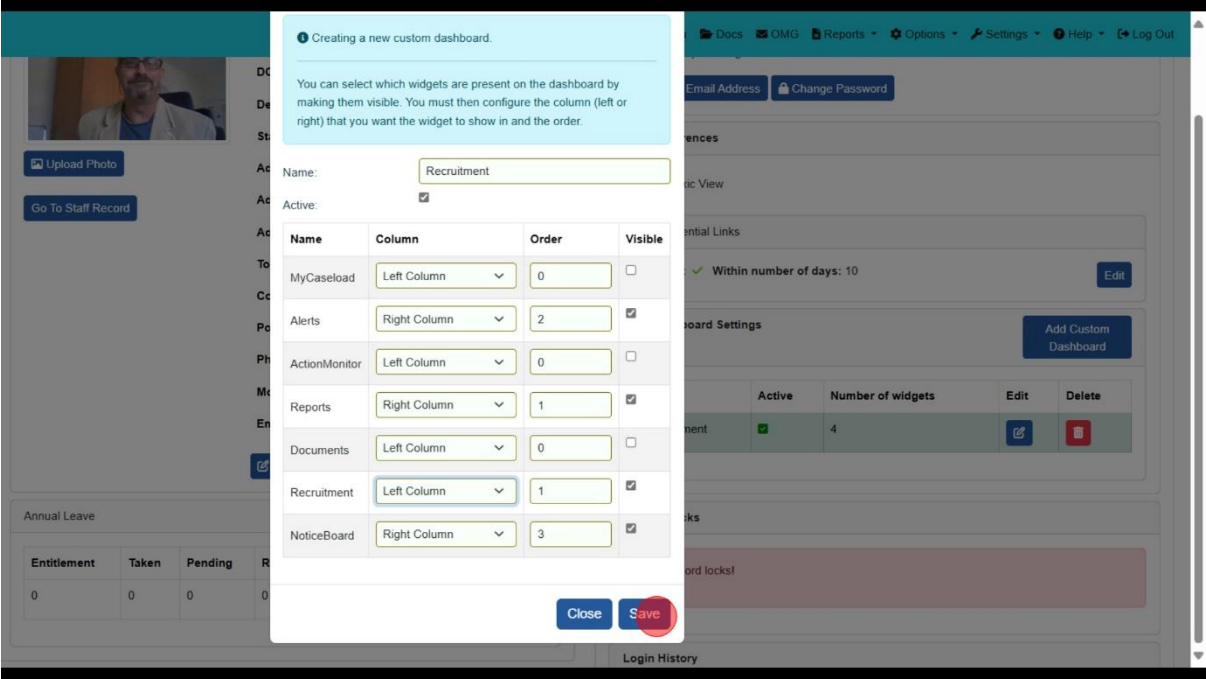 Creating a new custom dashboard.
You can select which widgets are present on the dashboard by
making them visible. You must then configure the column (left or
right) that you want the widget to show in and the order.
Name: Recruitment
Active:
Name Column Order Visible
MyCaseload Left Column 0
Alerts Right Column 2
ActionMonitor Left Column 0
Reports Right Column 1
Documents Left Column 0
Recruitment Left Column 1
NoticeBoard Right Column 3
Close Save
Docs OMG Reports Options Settings Help Log Out
Upload Photo
Go To Staff Record
Email Address Change Password
Within number of days: 10
Edit
Add Custom
Dashboard
Active Number of widgets Edit Delete
4
Annual Leave
Entitlement Taken Pending
0 0 0 0
ord locks!
Login History